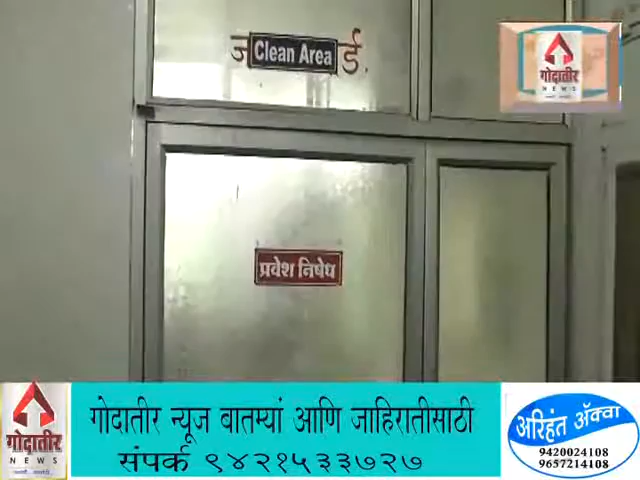 Clean Area
गोदातीर
NEWS
प्रवेश निषेध
गोदातीर
NEWS
गोदातीर न्यूज बातम्यां आणि जाहिरातीसाठी
संपर्क ९४२१५३३७२७
अरिहंत ॲक्वा
9420024108
9657214108